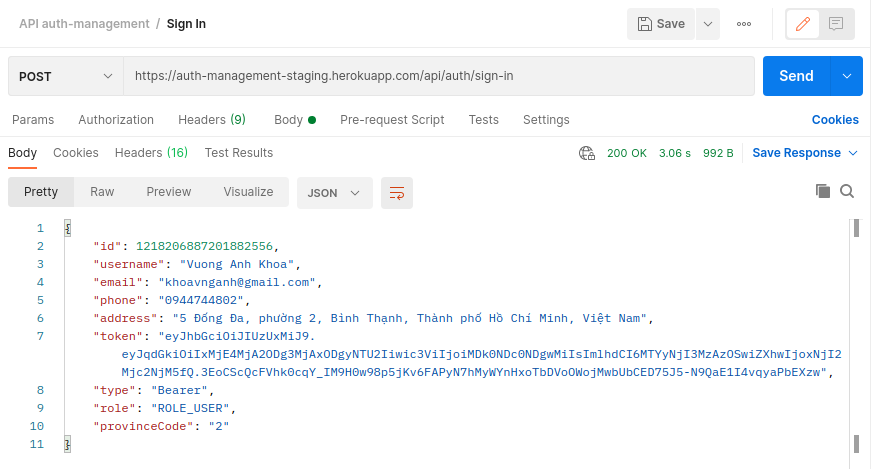 API auth-management / Sign In
Save
POST
https://auth-management-staging.herokuapp.com/api/auth/sign-in
Send
Params Authorization Headers (9) Body Pre-request Script Tests Settings Cookies
Body Cookies Headers (16) Test Results 200 OK 3.06 s 992 B Save Response
Pretty Raw Preview Visualize JSON
1 {
2 "id": 1218206887201882556,
3 "username": "Vuong Anh Khoa",
4 "email": "khoavnganh@gmail.com",
5 "phone": "0944744802",
6 "address": "5 Đống Đa, phường 2, Bình Thạnh, Thành phố Hồ Chí Minh, Việt Nam",
7 "token": "eyJhbGciOiJIUzUxMiJ9.
eyJqdGkiOiIxMjE4MjA2ODg3MjAxODgyNTU2Iiwic3ViIjoiMDk0NDc0NDgwMiIsImlhdCI6MTYyNjI3MzAzOSwiZXhwIjoxNjI2
Mjc2NjM5fQ.3EoCScQcFVhk0cqY_IM9H0w98p5jKv6FAPyN7hMyWYnHxoTbDVoOWojMwbUbCED75J5-N9QaE1I4vqyaPbEXzw",
8 "type": "Bearer",
9 "role": "ROLE_USER",
10 "provinceCode": "2"
11 }